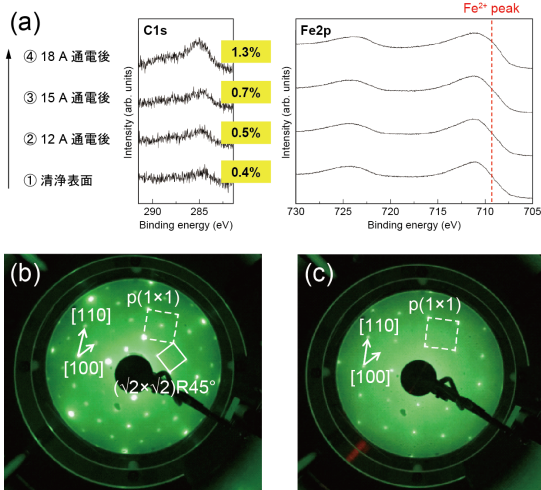 (a)
C1s
Fe2p
Fe²⁺ peak
④ 18 A 通電後
1.3%
③ 15 A 通電後
0.7%
② 12 A 通電後
0.5%
① 清浄表面
0.4%
Intensity (arb. units)
Intensity (arb. units)
290
285
730
725
720
715
710
705
Binding energy (eV)
Binding energy (eV)
(b)
p(1×1)
[110]
[100]
(√2×√2)R45°
(c)
p(1×1)
[110]
[100]